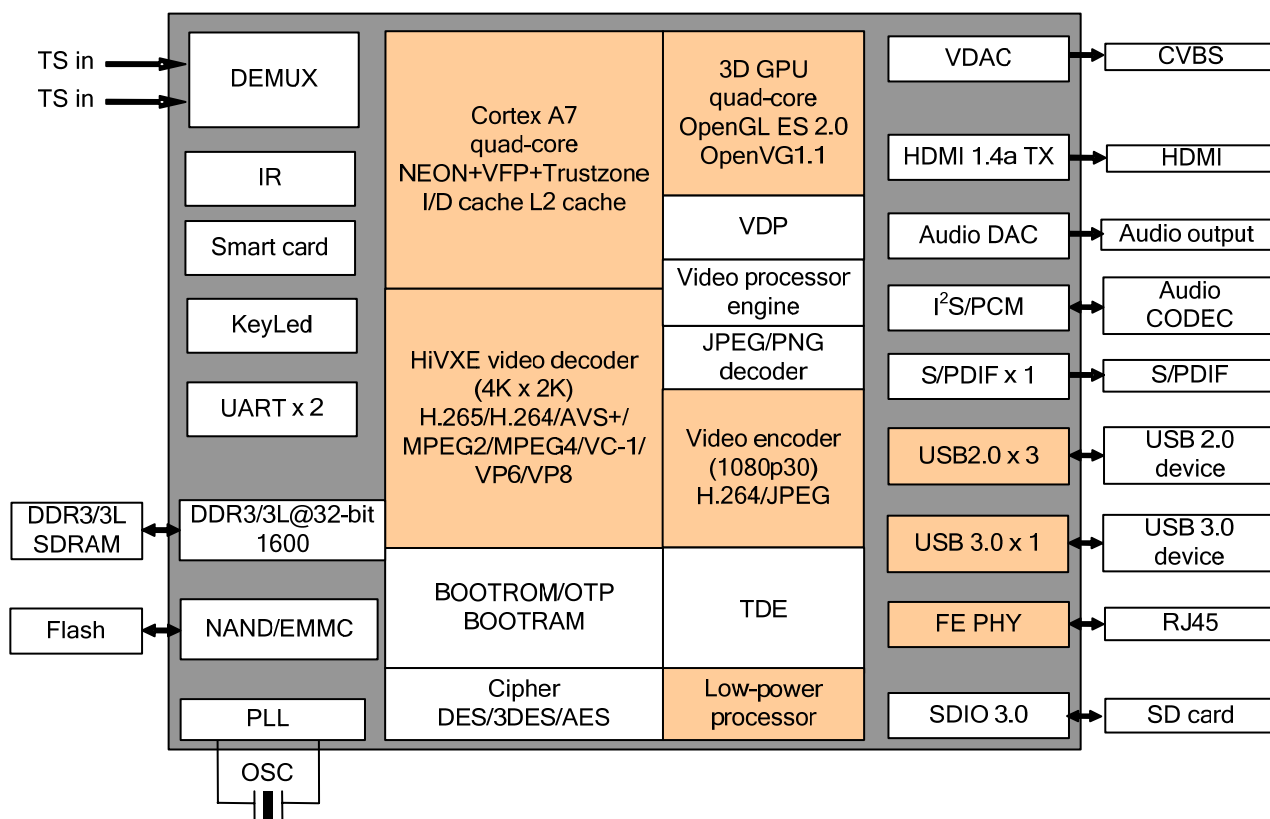 TS in
TS in
DEMUX
IR
Smart card
KeyLed
UART x 2
DDR3/3L
SDRAM
DDR3/3L@32-bit
1600
Flash
NAND/EMMC
PLL
OSC
Cortex A7
quad-core
NEON+VFP+Trustzone
I/D cache L2 cache
HiVXE video decoder
(4K x 2K)
H.265/H.264/AVS+/
MPEG2/MPEG4/VC-1/
VP6/VP8
BOOTROM/OTP
BOOTRAM
Cipher
DES/3DES/AES
3D GPU
quad-core
OpenGL ES 2.0
OpenVG1.1
VDP
Video processor
engine
JPEG/PNG
decoder
Video encoder
(1080p30)
H.264/JPEG
TDE
Low-power
processor
VDAC
CVBS
HDMI 1.4a TX
HDMI
Audio DAC
Audio output
I²S/PCM
Audio
CODEC
S/PDIF x 1
S/PDIF
USB2.0 x 3
USB 2.0
device
USB 3.0 x 1
USB 3.0
device
FE PHY
RJ45
SDIO 3.0
SD card